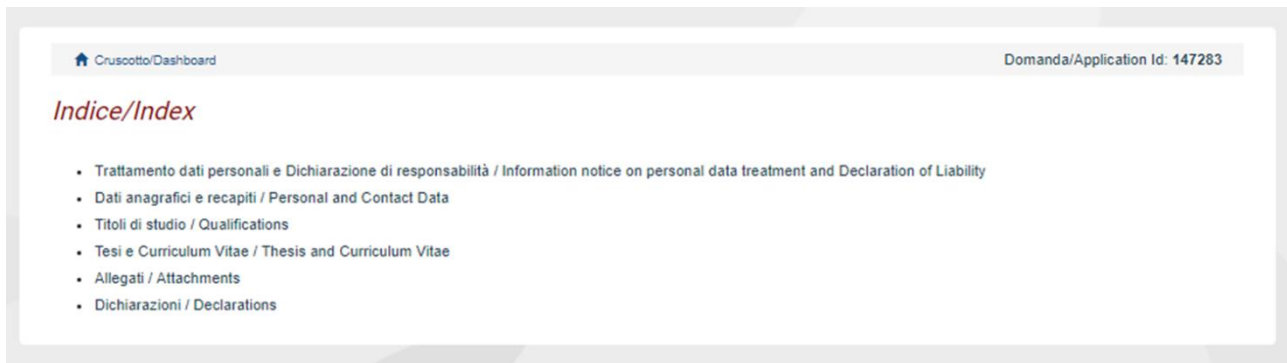 Cruscotto/Dashboard
Domanda/Application Id: 147283
Indice/Index
Trattamento dati personali e Dichiarazione di responsabilità / Information notice on personal data treatment and Declaration of Liability
Dati anagrafici e recapiti / Personal and Contact Data
Titoli di studio / Qualifications
Tesi e Curriculum Vitae / Thesis and Curriculum Vitae
Allegati / Attachments
Dichiarazioni / Declarations